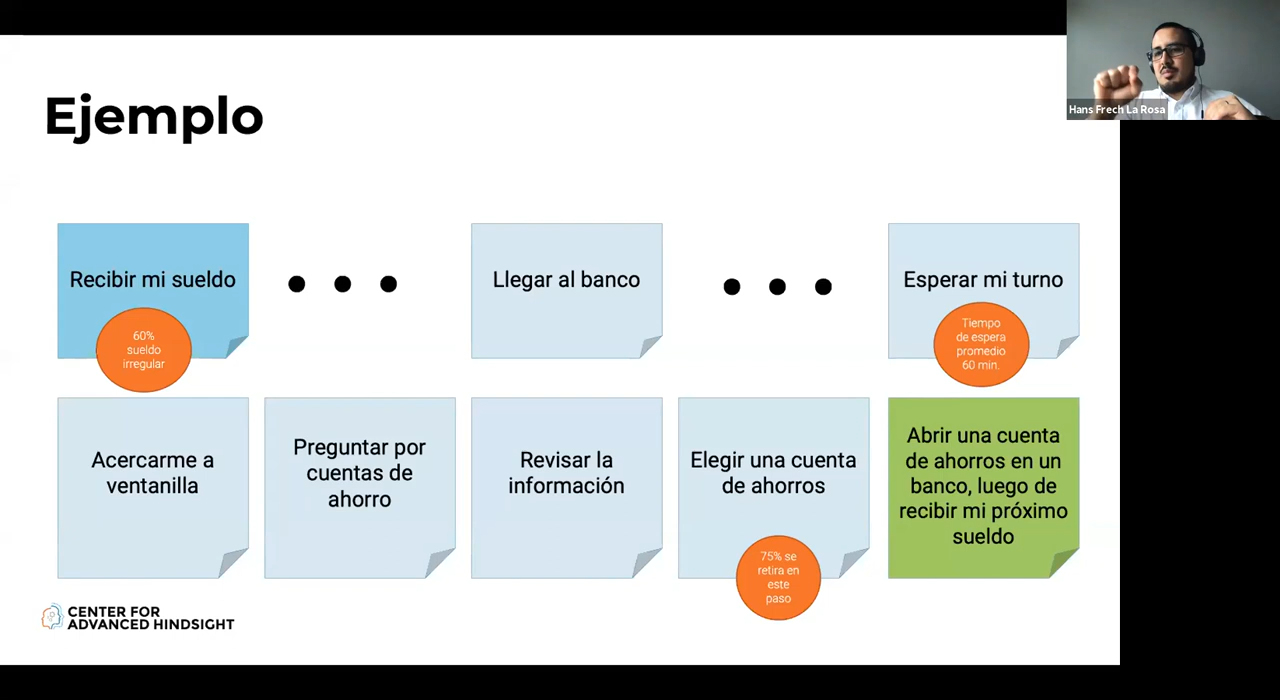 Hans Frech La Rosa
Ejemplo
Recibir mi sueldo
60%
sueldo
irregular
Llegar al banco
Esperar mi turno
Tiempo
de espera
promedio
60 min.
Acercarme a
ventanilla
Preguntar por
cuentas de
ahorro
Revisar la
información
Elegir una cuenta
de ahorros
75% se
retira en
este
paso
Abrir una cuenta
de ahorros en un
banco, luego de
recibir mi próximo
sueldo
CENTER FOR
ADVANCED HINDSIGHT